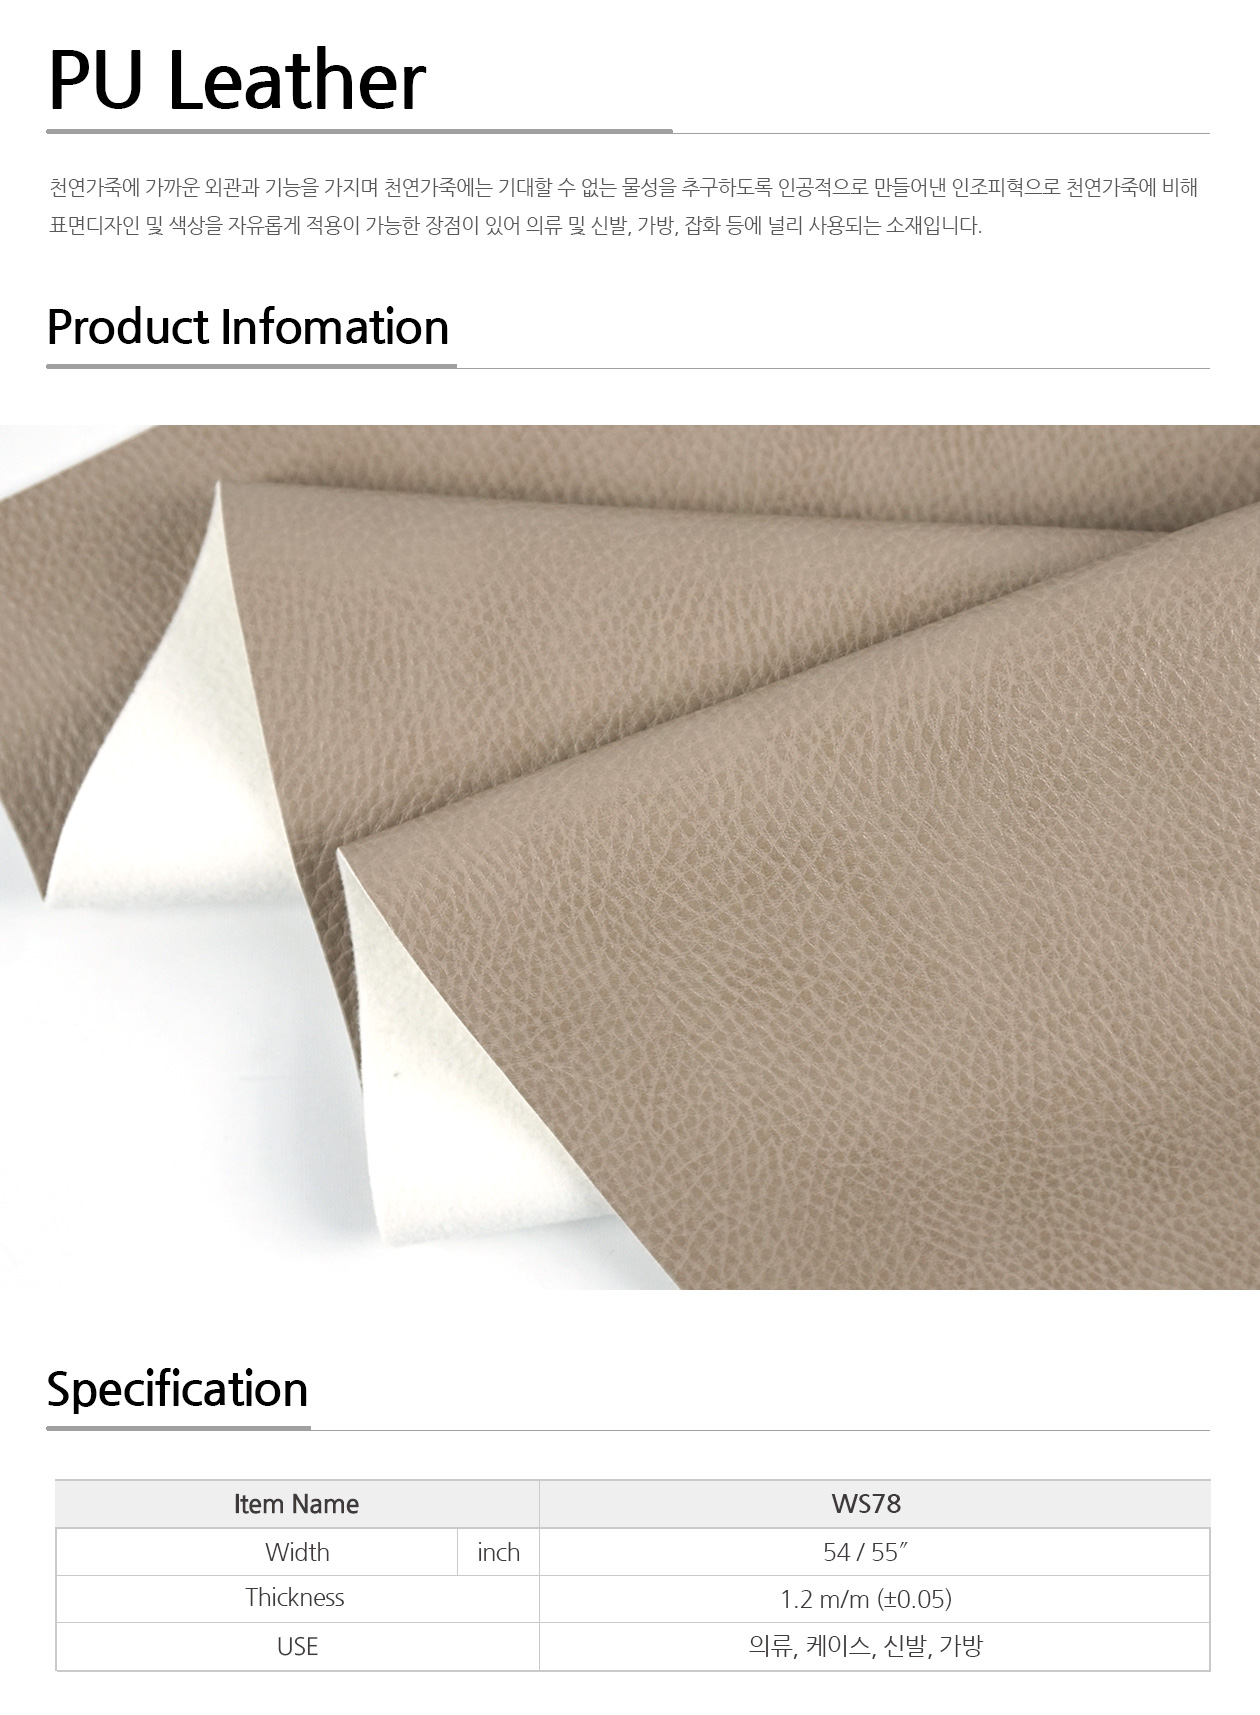 PU Leather
천연가죽에 가까운 외관과 기능을 가지며 천연가죽에는 기대할 수 없는 물성을 추구하도록 인공적으로 만들어낸 인조피혁으로 천연가죽에 비해
표면디자인 및 색상을 자유롭게 적용이 가능한 장점이 있어 의류 및 신발, 가방, 잡화 등에 널리 사용되는 소재입니다.
Product Infomation
Specification
Item Name WS78
Width inch 54 / 55″
Thickness 1.2 m/m (±0.05)
USE 의류, 케이스, 신발, 가방